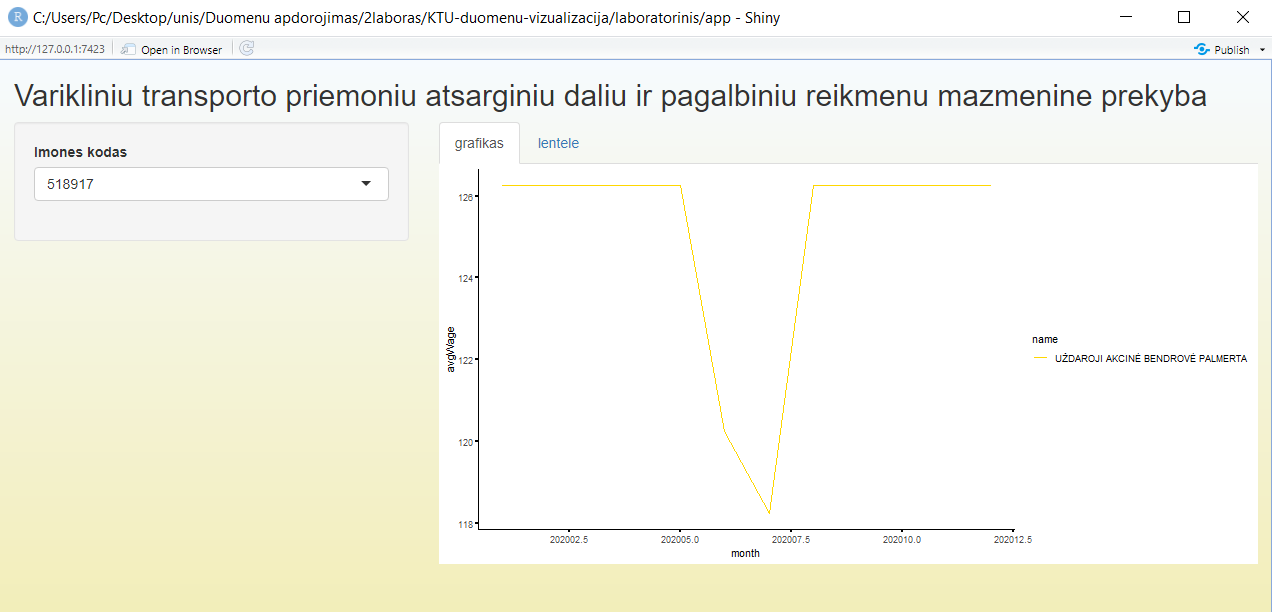 C:/Users/Pc/Desktop/unis/Duomenu apdorojimas/2laboras/KTU-duomenu-vizualizacija/laboratorinis/app - Shiny
http://127.0.0.1:7423 Open in Browser Publish
Varikliniu transporto priemoniu atsarginiu daliu ir pagalbiniu reikmenu mazmenine prekyba
Imones kodas
518917
grafikas lentele
126
124
122
120
118
avgWage
202002.5 202005.0 202007.5 202010.0 202012.5
month
name
UŽDAROJI AKCINĖ BENDROVĖ PALMERTA